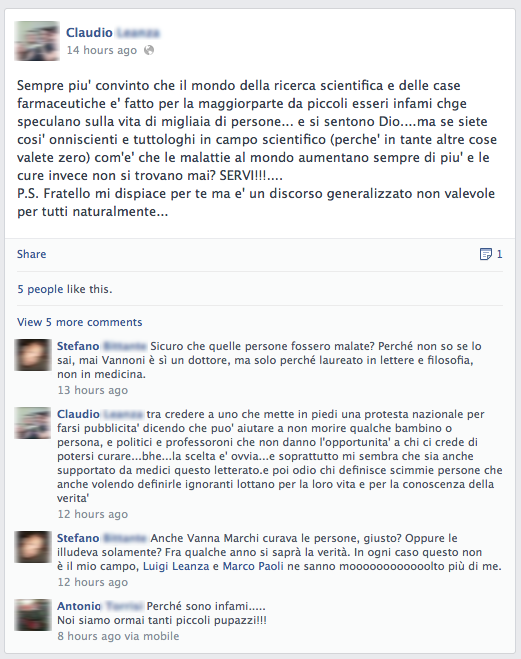 Claudio
14 hours ago
Sempre piu' convinto che il mondo della ricerca scientifica e delle case
farmaceutiche e' fatto per la maggiorparte da piccoli esseri infami chge
speculano sulla vita di migliaia di persone... e si sentono Dio....ma se siete
cosi' onniscienti e tuttologhi in campo scientifico (perche' in tante altre cose
valete zero) com'e' che le malattie al mondo aumentano sempre di piu' e le
cure invece non si trovano mai? SERVI!!!....
P.S. Fratello mi dispiace per te ma e' un discorso generalizzato non valevole
per tutti naturalmente...
Share
1
5 people like this.
View 5 more comments
Stefano Sicuro che quelle persone fossero malate? Perché non so se lo
sai, mai Vannoni è sì un dottore, ma solo perché laureato in lettere e filosofia,
non in medicina.
13 hours ago
Claudio tra credere a uno che mette in piedi una protesta nazionale per
farsi pubblicita' dicendo che puo' aiutare a non morire qualche bambino o
persona, e politici e professoroni che non danno l'opportunita' a chi ci crede di
potersi curare...bhe...la scelta e' ovvia...e soprattutto mi sembra che sia anche
supportato da medici questo letterato.e poi odio chi definisce scimmie persone che
anche volendo definirle ignoranti lottano per la loro vita e per la conoscenza della
verita'
12 hours ago
Stefano Anche Vanna Marchi curava le persone, giusto? Oppure le
illudeva solamente? Fra qualche anno si saprà la verità. In ogni caso questo non
è il mio campo, Luigi Leanza e Marco Paoli ne sanno moooooooooooolto più di me.
12 hours ago
Antonio Perché sono infami.....
Noi siamo ormai tanti piccoli pupazzi!!!
8 hours ago via mobile